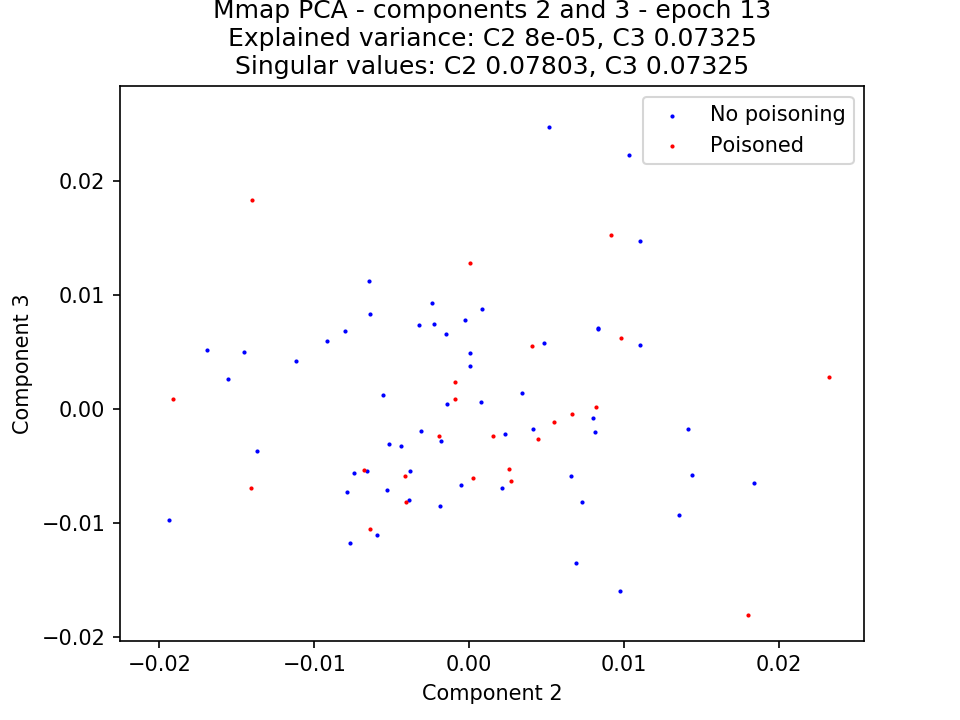 Mmap PCA - components 2 and 3 - epoch 13
Explained variance: C2 8e-05, C3 0.07325
Singular values: C2 0.07803, C3 0.07325
No poisoning
Poisoned
0.02
0.01
0.00
−0.01
−0.02
Component 3
−0.02 −0.01 0.00 0.01 0.02
Component 2